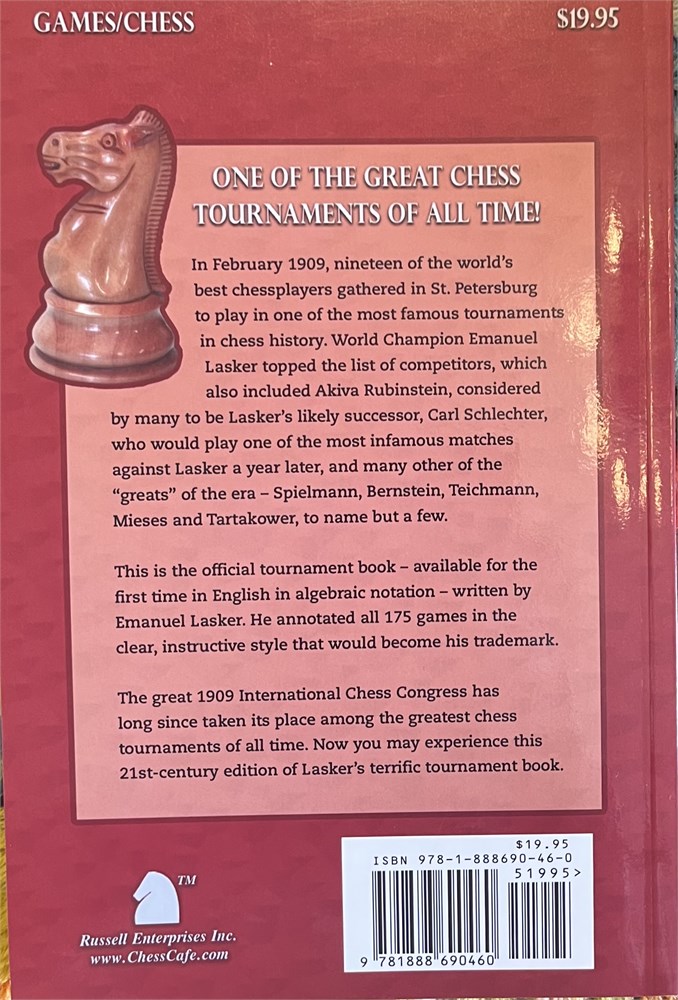 GAMES/CHESS
$19.95
ONE OF THE GREAT CHESS
TOURNAMENTS OF ALL TIME!
In February 1909, nineteen of the world's
best chessplayers gathered in St. Petersburg
to play in one of the most famous tournaments
in chess history. World Champion Emanuel
Lasker topped the list of competitors, which
also included Akiva Rubinstein, considered
by many to be Lasker's likely successor, Carl Schlechter,
who would play one of the most infamous matches
against Lasker a year later, and many other of the
“greats” of the era – Spielmann, Bernstein, Teichmann,
Mieses and Tartakower, to name but a few.
This is the official tournament book – available for the
first time in English in algebraic notation – written by
Emanuel Lasker. He annotated all 175 games in the
clear, instructive style that would become his trademark.
The great 1909 International Chess Congress has
long since taken its place among the greatest chess
tournaments of all time. Now you may experience this
21st-century edition of Lasker's terrific tournament book.
TM
Russell Enterprises Inc.
www.ChessCafe.com
$19.95
ISBN 978-1-888690-46-0
51995>
9 781888 690460